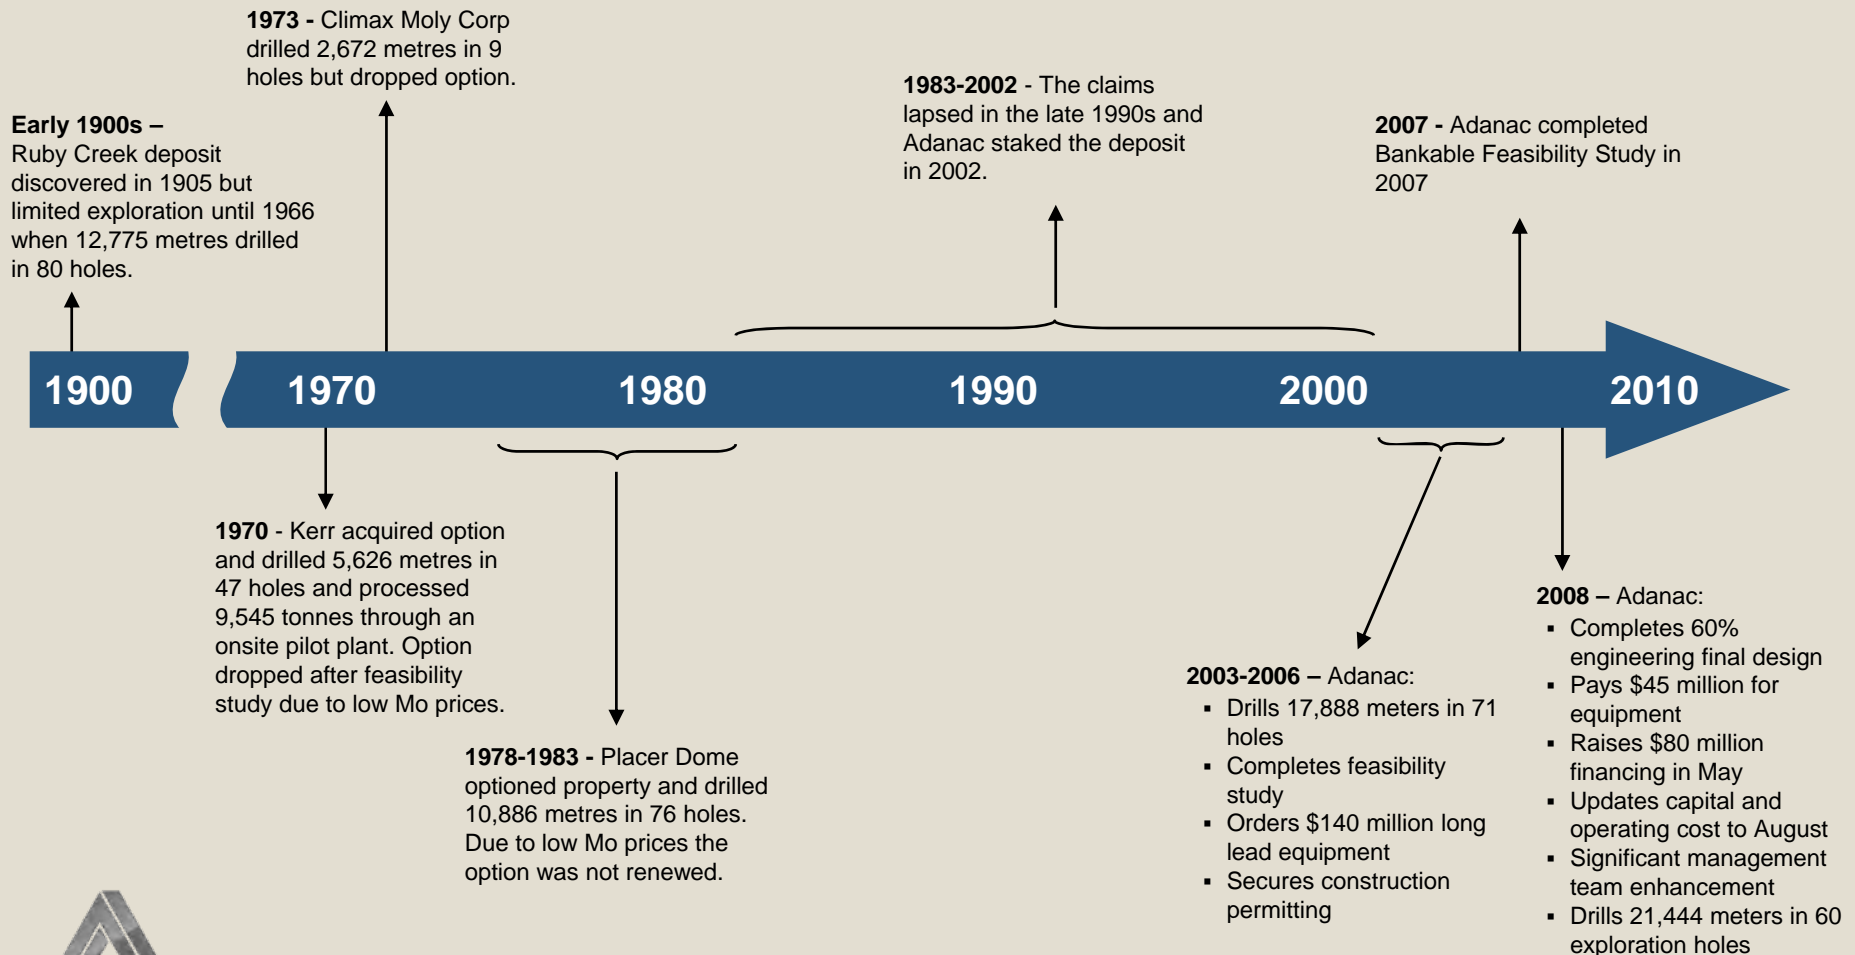 1973 - Climax Moly Corp
drilled 2,672 metres in 9
holes but dropped option.
Early 1900s –
Ruby Creek deposit
discovered in 1905 but
limited exploration until 1966
when 12,775 metres drilled
in 80 holes.
1983-2002 - The claims
lapsed in the late 1990s and
Adanac staked the deposit
in 2002.
2007 - Adanac completed
Bankable Feasibility Study in
2007
1900 1970 1980 1990 2000 2010
1970 - Kerr acquired option
and drilled 5,626 metres in
47 holes and processed
9,545 tonnes through an
onsite pilot plant. Option
dropped after feasibility
study due to low Mo prices.
1978-1983 - Placer Dome
optioned property and drilled
10,886 metres in 76 holes.
Due to low Mo prices the
option was not renewed.
2003-2006 – Adanac:
▪ Drills 17,888 meters in 71
holes
▪ Completes feasibility
study
▪ Orders $140 million long
lead equipment
▪ Secures construction
permitting
2008 – Adanac:
▪ Completes 60%
engineering final design
▪ Pays $45 million for
equipment
▪ Raises $80 million
financing in May
▪ Updates capital and
operating cost to August
▪ Significant management
team enhancement
▪ Drills 21,444 meters in 60
exploration holes